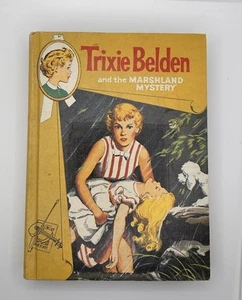 Trixie Belden
and the MARSHLAND
MYSTERY